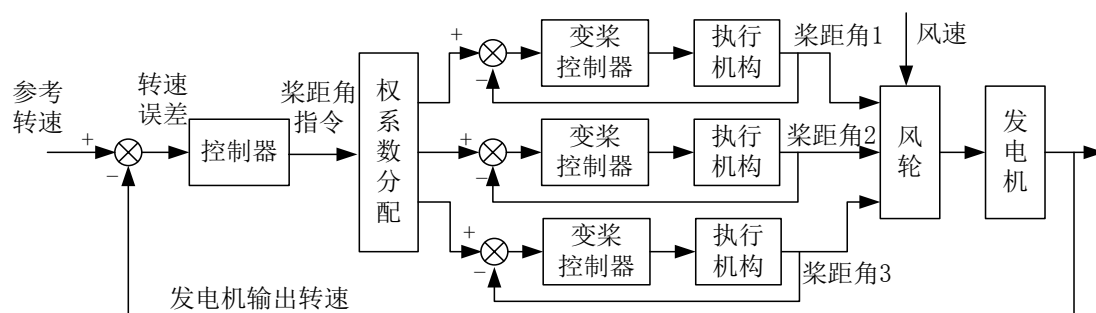 参考
转速
+
−
转速
误差
控制器
桨距角
指令
权
系
数
分
配
+
−
变桨
控制器
执行
机构
桨距角1
+
−
变桨
控制器
执行
机构
桨距角2
+
−
变桨
控制器
执行
机构
桨距角3
风速
风
轮
发
电
机
发电机输出转速